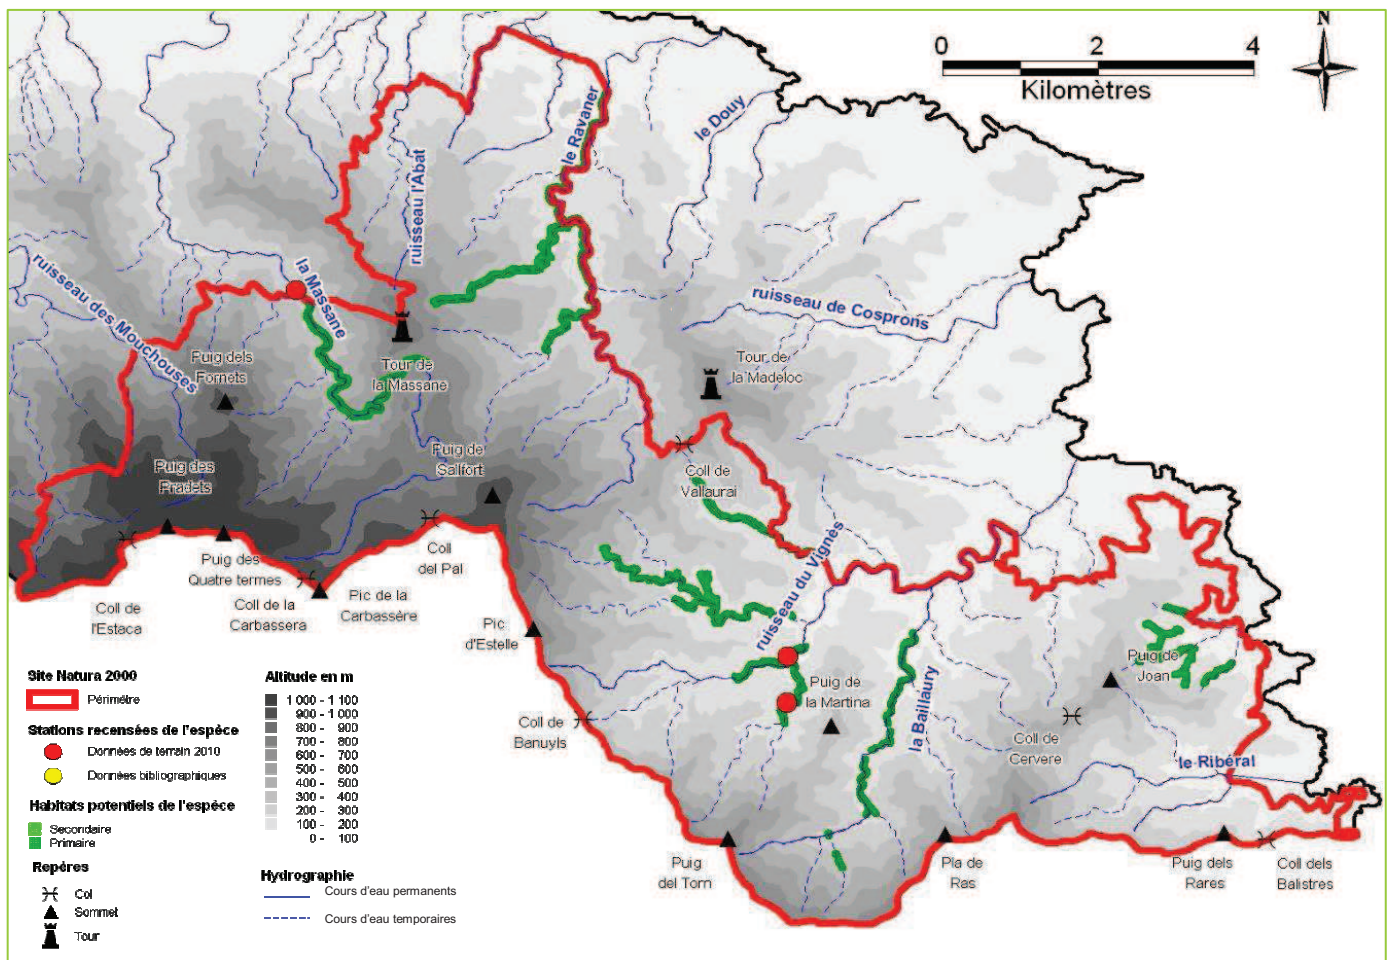 N
0 2 4
Kilomètres
le Ravaner
le Douy
ruisseau l'Abat
ruisseau des Mouchouses
la Massane
ruisseau de Cosprons
Puig dels
Fornets
Tour de
la Massane
Tour de
la Madeloc
Puig de
Sallfort
Puig des
Pradets
Coll de
Vallaurai
Coll
del Pal
Puig des
Quatre termes
Coll de
l'Estaca
Coll de la
Carbassera
Pic de la
Carbassère
Pic
d'Estelle
ruisseau du Vignès
Puig de
la Martina
la Baillaury
Puig de
Joan
Coll de
Banuyls
Coll de
Cervere
le Ribéral
Puig
del Torn
Pla de
Ras
Puig dels
Rares
Coll dels
Balistres
Site Natura 2000
Périmètre
Stations recensées de l'espèce
Données de terrain 2010
Données bibliographiques
Habitats potentiels de l'espèce
Secondaire
Primaire
Repères
Col
Sommet
Tour
Altitude en m
1 000 - 1 100
900 - 1 000
800 - 900
700 - 800
600 - 700
500 - 600
400 - 500
300 - 400
200 - 300
100 - 200
0 - 100
Hydrographie
Cours d'eau permanents
Cours d'eau temporaires